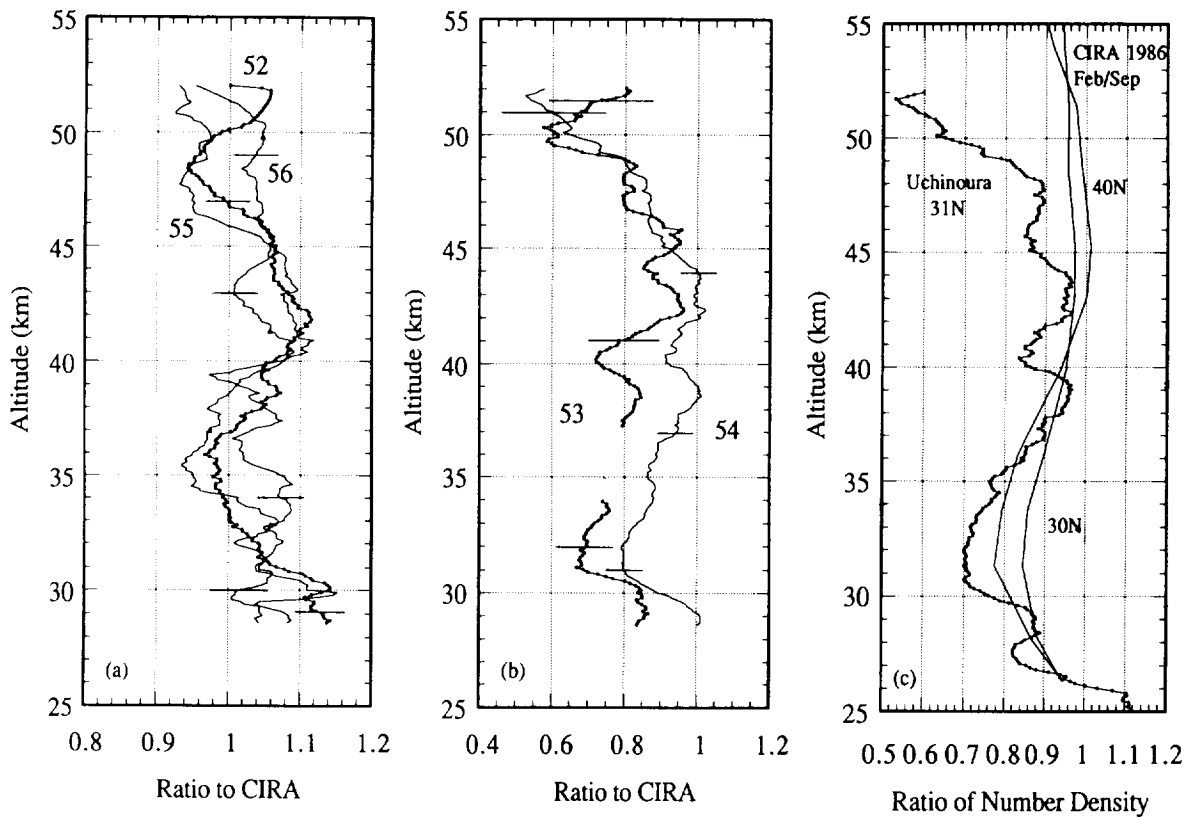 55
50
45
40
35
30
25
Altitude (km)
52
56
55
(a)
0.8 0.9 1 1.1 1.2
Ratio to CIRA
55
50
45
40
35
30
25
Altitude (km)
53
54
(b)
0.4 0.6 0.8 1 1.2
Ratio to CIRA
55
50
45
40
35
30
25
Altitude (km)
CIRA 1986
Feb/Sep
Uchinoura
31N
40N
30N
(c)
0.5 0.6 0.7 0.8 0.9 1 1.1 1.2
Ratio of Number Density